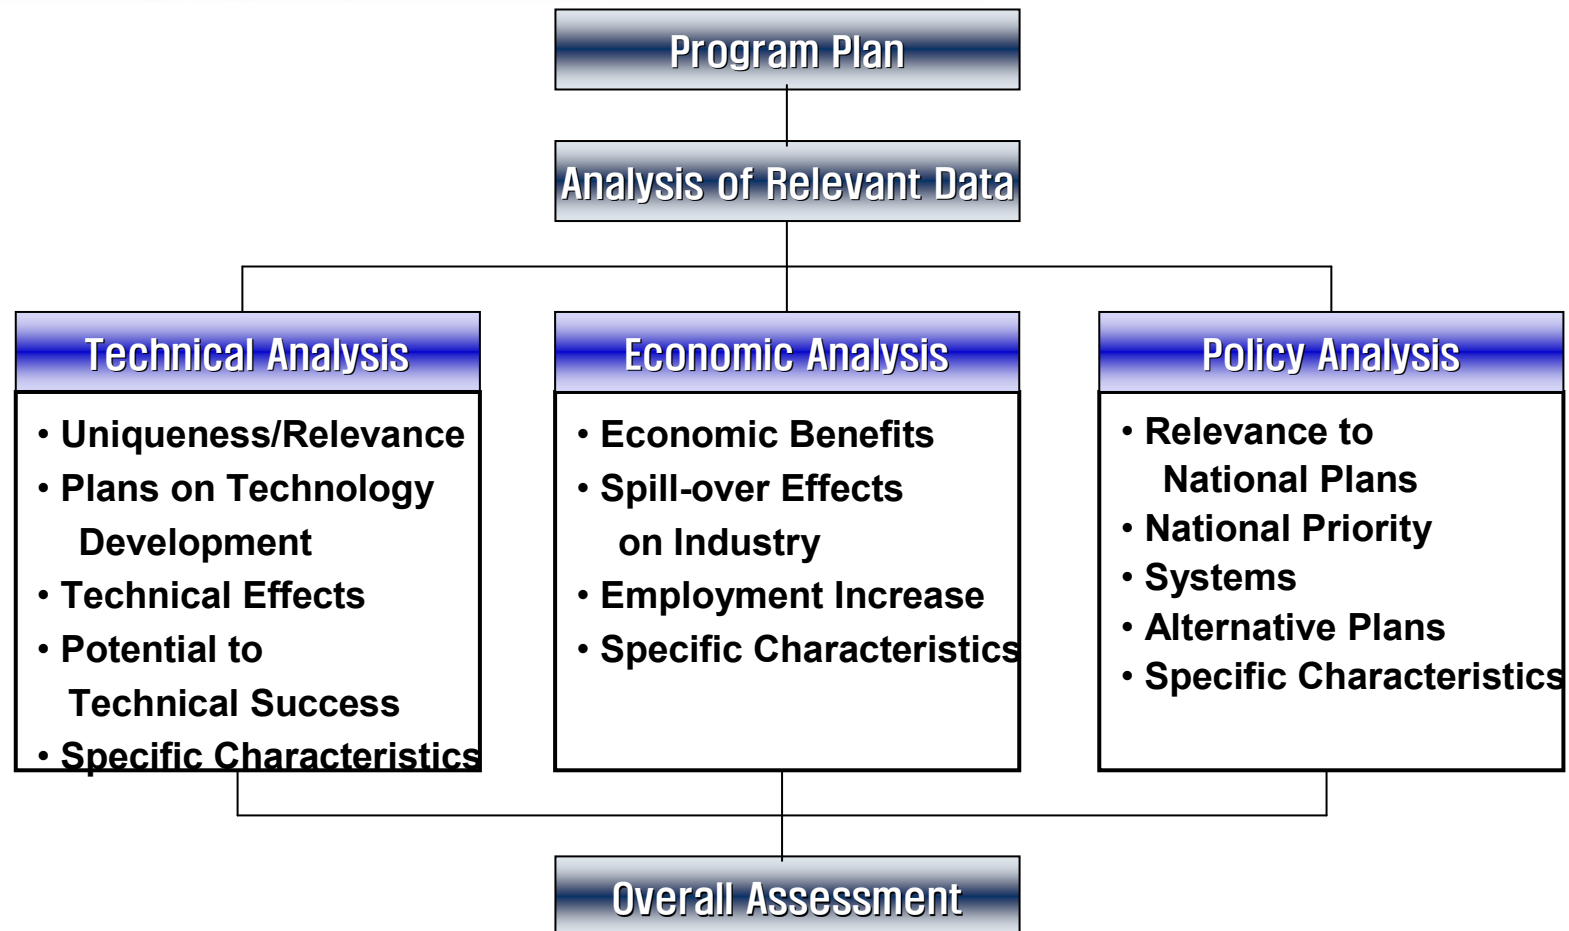 Program Plan
Analysis of Relevant Data
Technical Analysis
• Uniqueness/Relevance
• Plans on Technology
Development
• Technical Effects
• Potential to
Technical Success
• Specific Characteristics
Economic Analysis
• Economic Benefits
• Spill-over Effects
on Industry
• Employment Increase
• Specific Characteristics
Policy Analysis
• Relevance to
National Plans
• National Priority
• Systems
• Alternative Plans
• Specific Characteristics
Overall Assessment